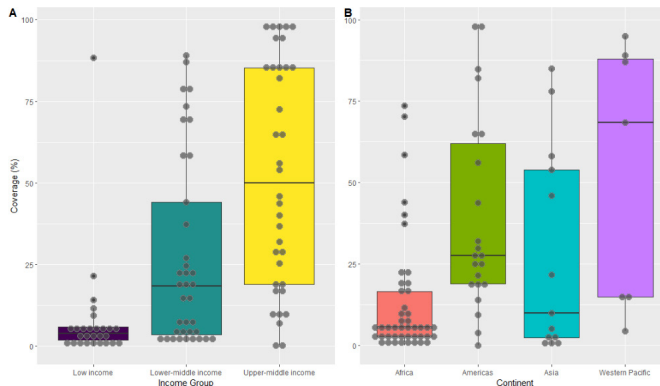 A
100
75
50
25
0
Coverage (%)
Low income
Lower-middle income
Upper-middle income
Income Group
B
100
75
50
25
0
Africa
Americas
Asia
Western Pacific
Continent